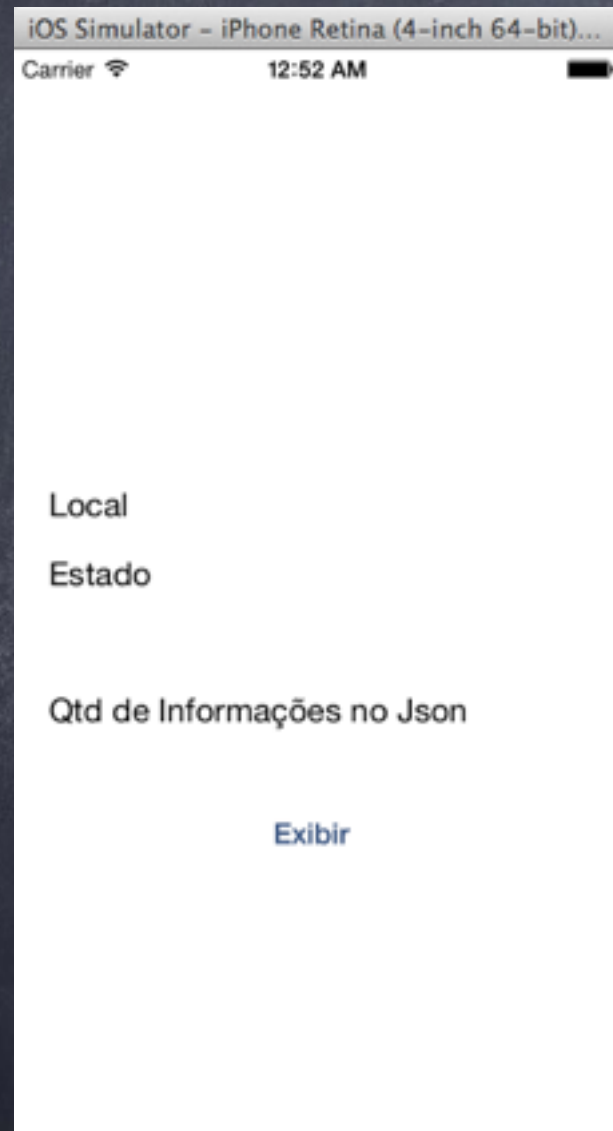 iOS Simulator – iPhone Retina (4-inch 64-bit)...
Carrier 12:52 AM
Local
Estado
Qtd de Informações no Json
Exibir